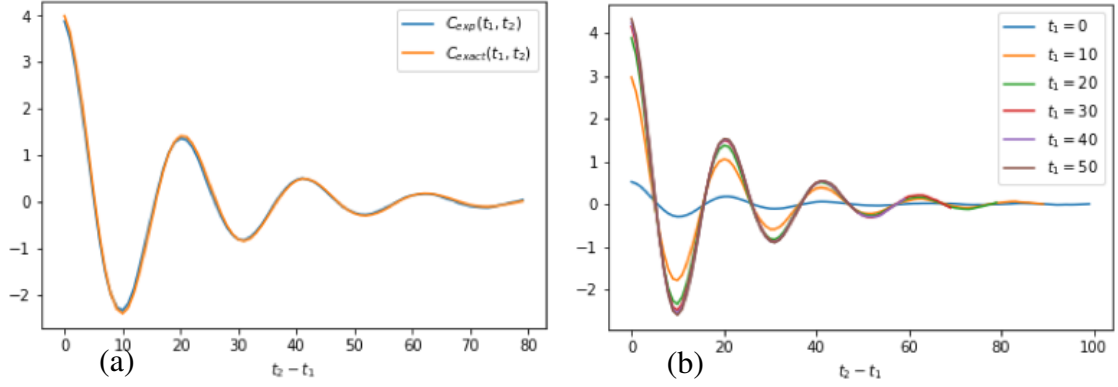 4
3
2
1
0
−1
−2
0 10 20 30 40 50 60 70 80
t₂ − t₁
(a)
C_exp(t₁, t₂)
C_exact(t₁, t₂)
4
3
2
1
0
−1
−2
0 20 40 60 80 100
t₂ − t₁
(b)
t₁ = 0
t₁ = 10
t₁ = 20
t₁ = 30
t₁ = 40
t₁ = 50